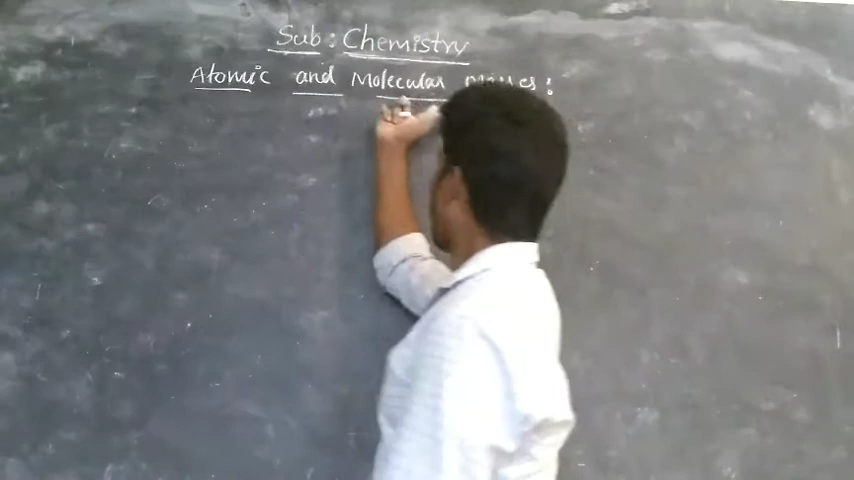 Sub : Chemistry
Atomic and Molecular Masses :